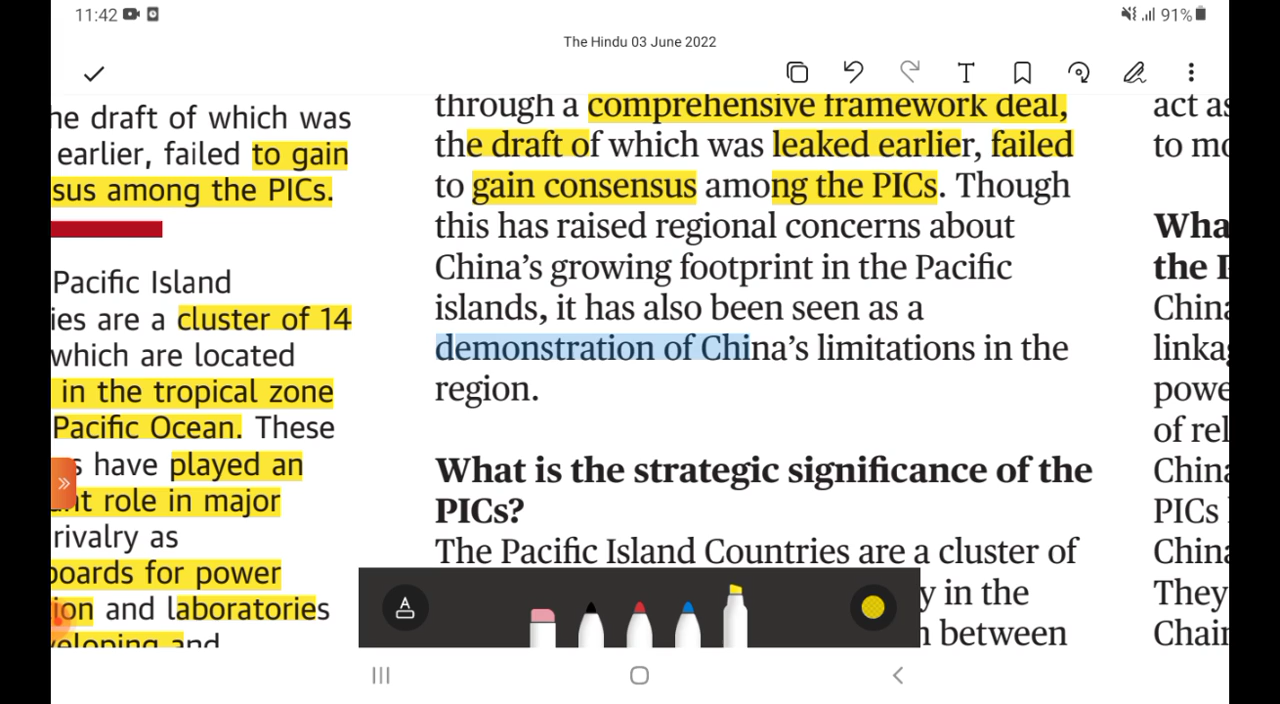 11:42
91%
The Hindu 03 June 2022
he draft of which was
earlier, failed to gain
sus among the PICs.
Pacific Island
ies are a cluster of 14
which are located
in the tropical zone
Pacific Ocean. These
s have played an
nt role in major
rivalry as
boards for power
ion and laboratories
veloping and
through a comprehensive framework deal,
the draft of which was leaked earlier, failed
to gain consensus among the PICs. Though
this has raised regional concerns about
China's growing footprint in the Pacific
islands, it has also been seen as a
demonstration of China's limitations in the
region.
What is the strategic significance of the
PICs?
The Pacific Island Countries are a cluster of
y in the
n between
act as
to mo
Wha
the P
China
linka
powe
of rel
China
PICs
China
They
Chair